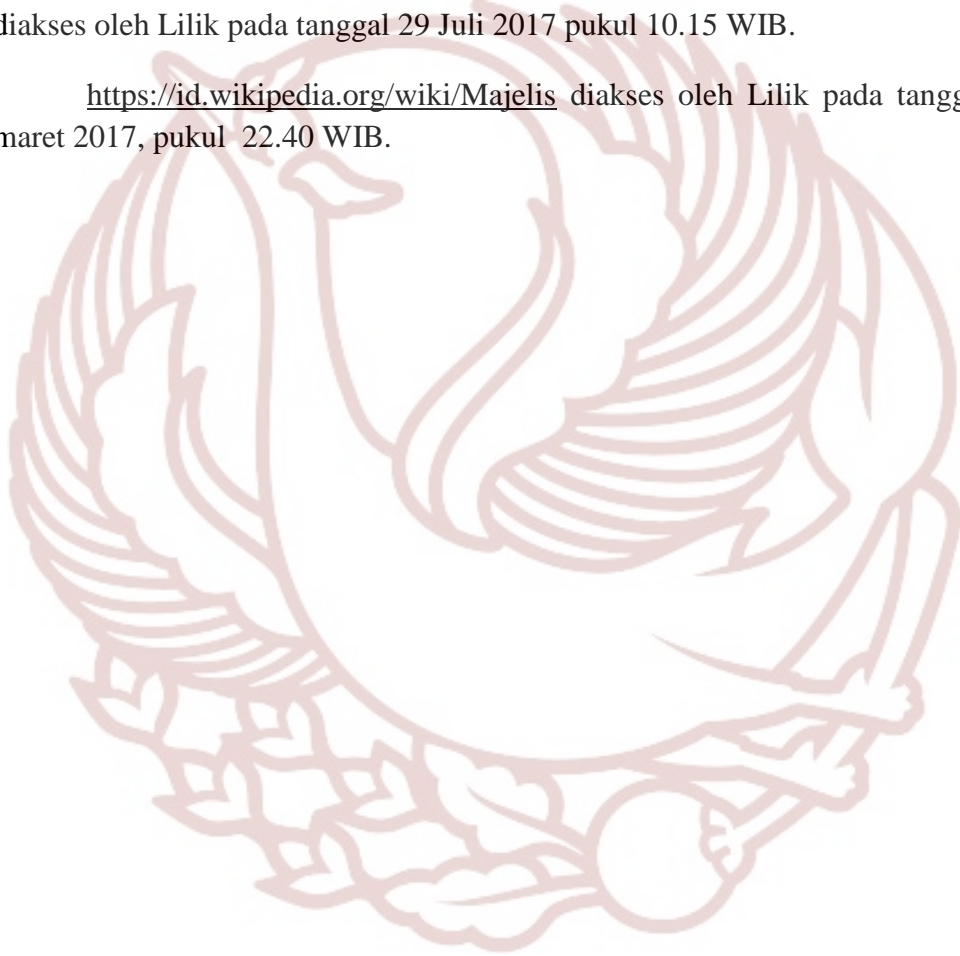 diakses oleh Lilik pada tanggal 29 Juli 2017 pukul 10.15 WIB.
https://id.wikipedia.org/wiki/Majelis diakses oleh Lilik pada
maret 2017, pukul 22.40 WIB.